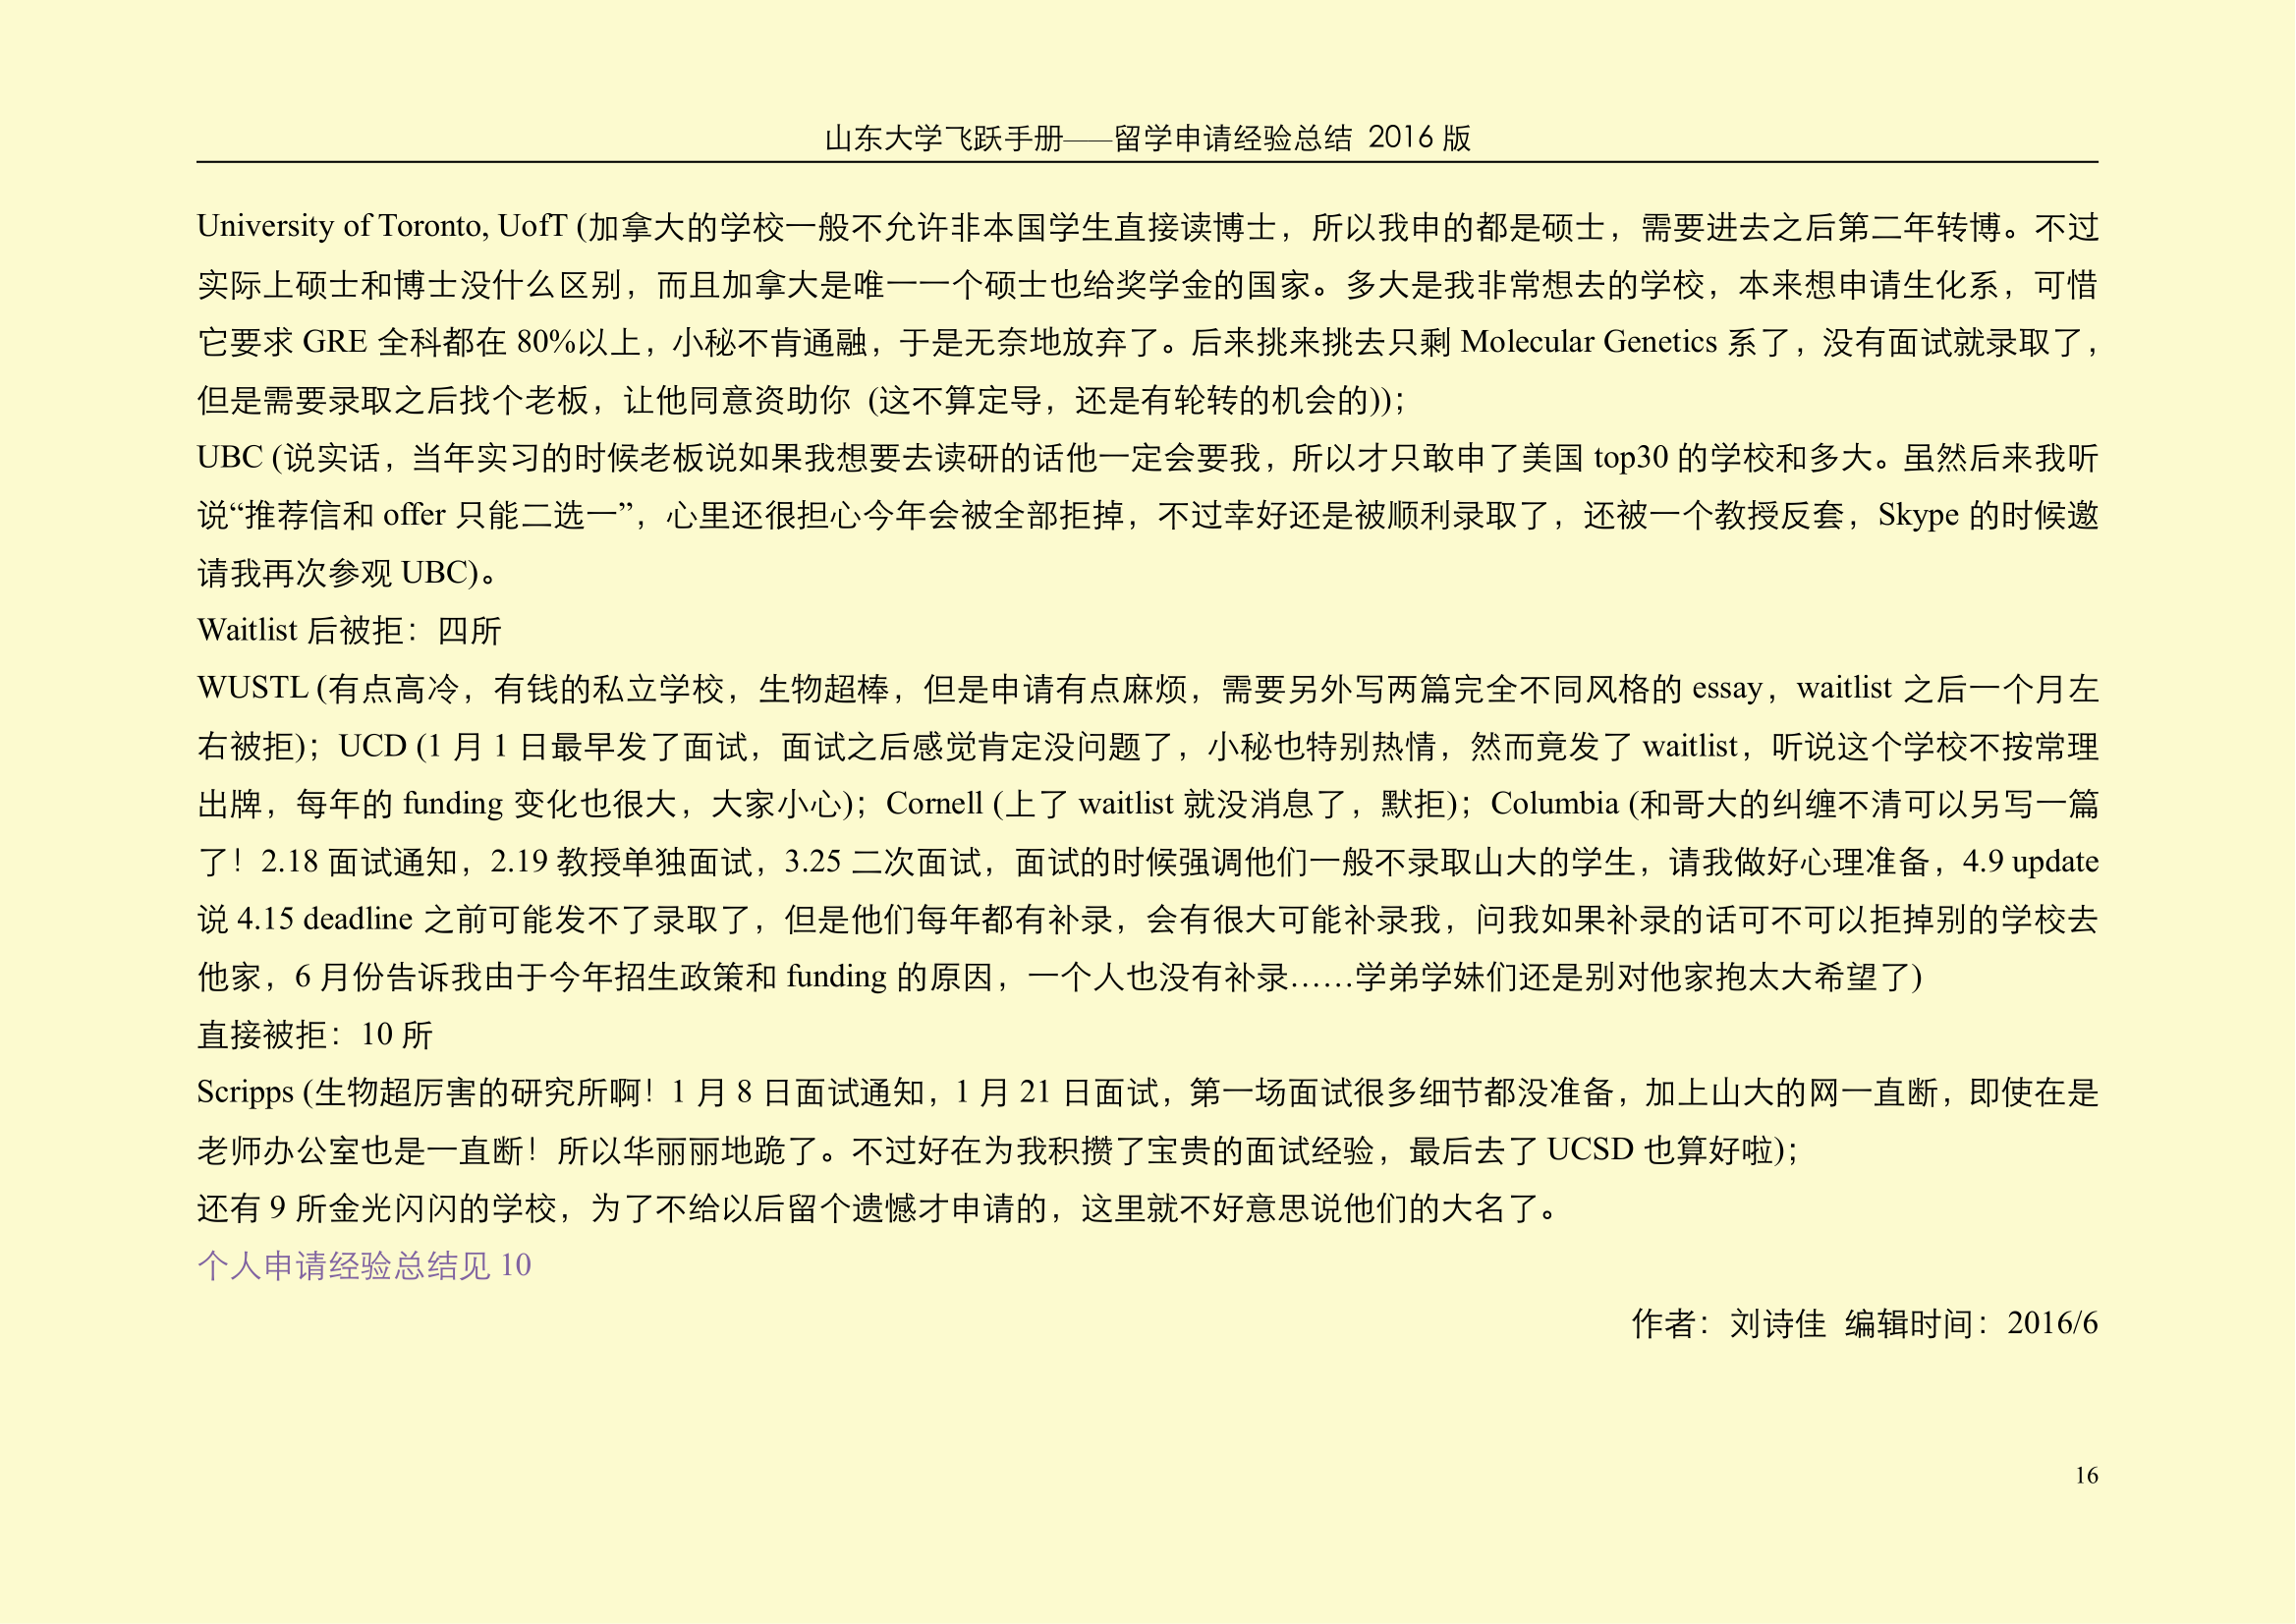 山东大学飞跃手册——留学申请经验总结 2016 版
University of Toronto, UofT (加拿大的学校一般不允许非本国学生直接读博士，所以我申的都是硕士，需要进去之后第二年转博。不过
实际上硕士和博士没什么区别，而且加拿大是唯一一个硕士也给奖学金的国家。多大是我非常想去的学校，本来想申请生化系，可惜
它要求 GRE 全科都在 80%以上，小秘不肯通融，于是无奈地放弃了。后来挑来挑去只剩 Molecular Genetics 系了，没有面试就录取了，
但是需要录取之后找个老板，让他同意资助你 (这不算定导，还是有轮转的机会的))；
UBC (说实话，当年实习的时候老板说如果我想要去读研的话他一定会要我，所以才只敢申了美国 top30 的学校和多大。虽然后来我听
说“推荐信和 offer 只能二选一”，心里还很担心今年会被全部拒掉，不过幸好还是被顺利录取了，还被一个教授反套，Skype 的时候邀
请我再次参观 UBC)。
Waitlist 后被拒：四所
WUSTL (有点高冷，有钱的私立学校，生物超棒，但是申请有点麻烦，需要另外写两篇完全不同风格的 essay，waitlist 之后一个月左
右被拒)；UCD (1 月 1 日最早发了面试，面试之后感觉肯定没问题了，小秘也特别热情，然而竟发了 waitlist，听说这个学校不按常理
出牌，每年的 funding 变化也很大，大家小心)；Cornell (上了 waitlist 就没消息了，默拒)；Columbia (和哥大的纠缠不清可以另写一篇
了！2.18 面试通知，2.19 教授单独面试，3.25 二次面试，面试的时候强调他们一般不录取山大的学生，请我做好心理准备，4.9 update
说 4.15 deadline 之前可能发不了录取了，但是他们每年都有补录，会有很大可能补录我，问我如果补录的话可不可以拒掉别的学校去
他家，6 月份告诉我由于今年招生政策和 funding 的原因，一个人也没有补录……学弟学妹们还是别对他家抱太大希望了)
直接被拒：10 所
Scripps (生物超厉害的研究所啊！1 月 8 日面试通知，1 月 21 日面试，第一场面试很多细节都没准备，加上山大的网一直断，即使在是
老师办公室也是一直断！所以华丽丽地跪了。不过好在为我积攒了宝贵的面试经验，最后去了 UCSD 也算好啦)；
还有 9 所金光闪闪的学校，为了不给以后留个遗憾才申请的，这里就不好意思说他们的大名了。
个人申请经验总结见 10
作者：刘诗佳 编辑时间：2016/6
16